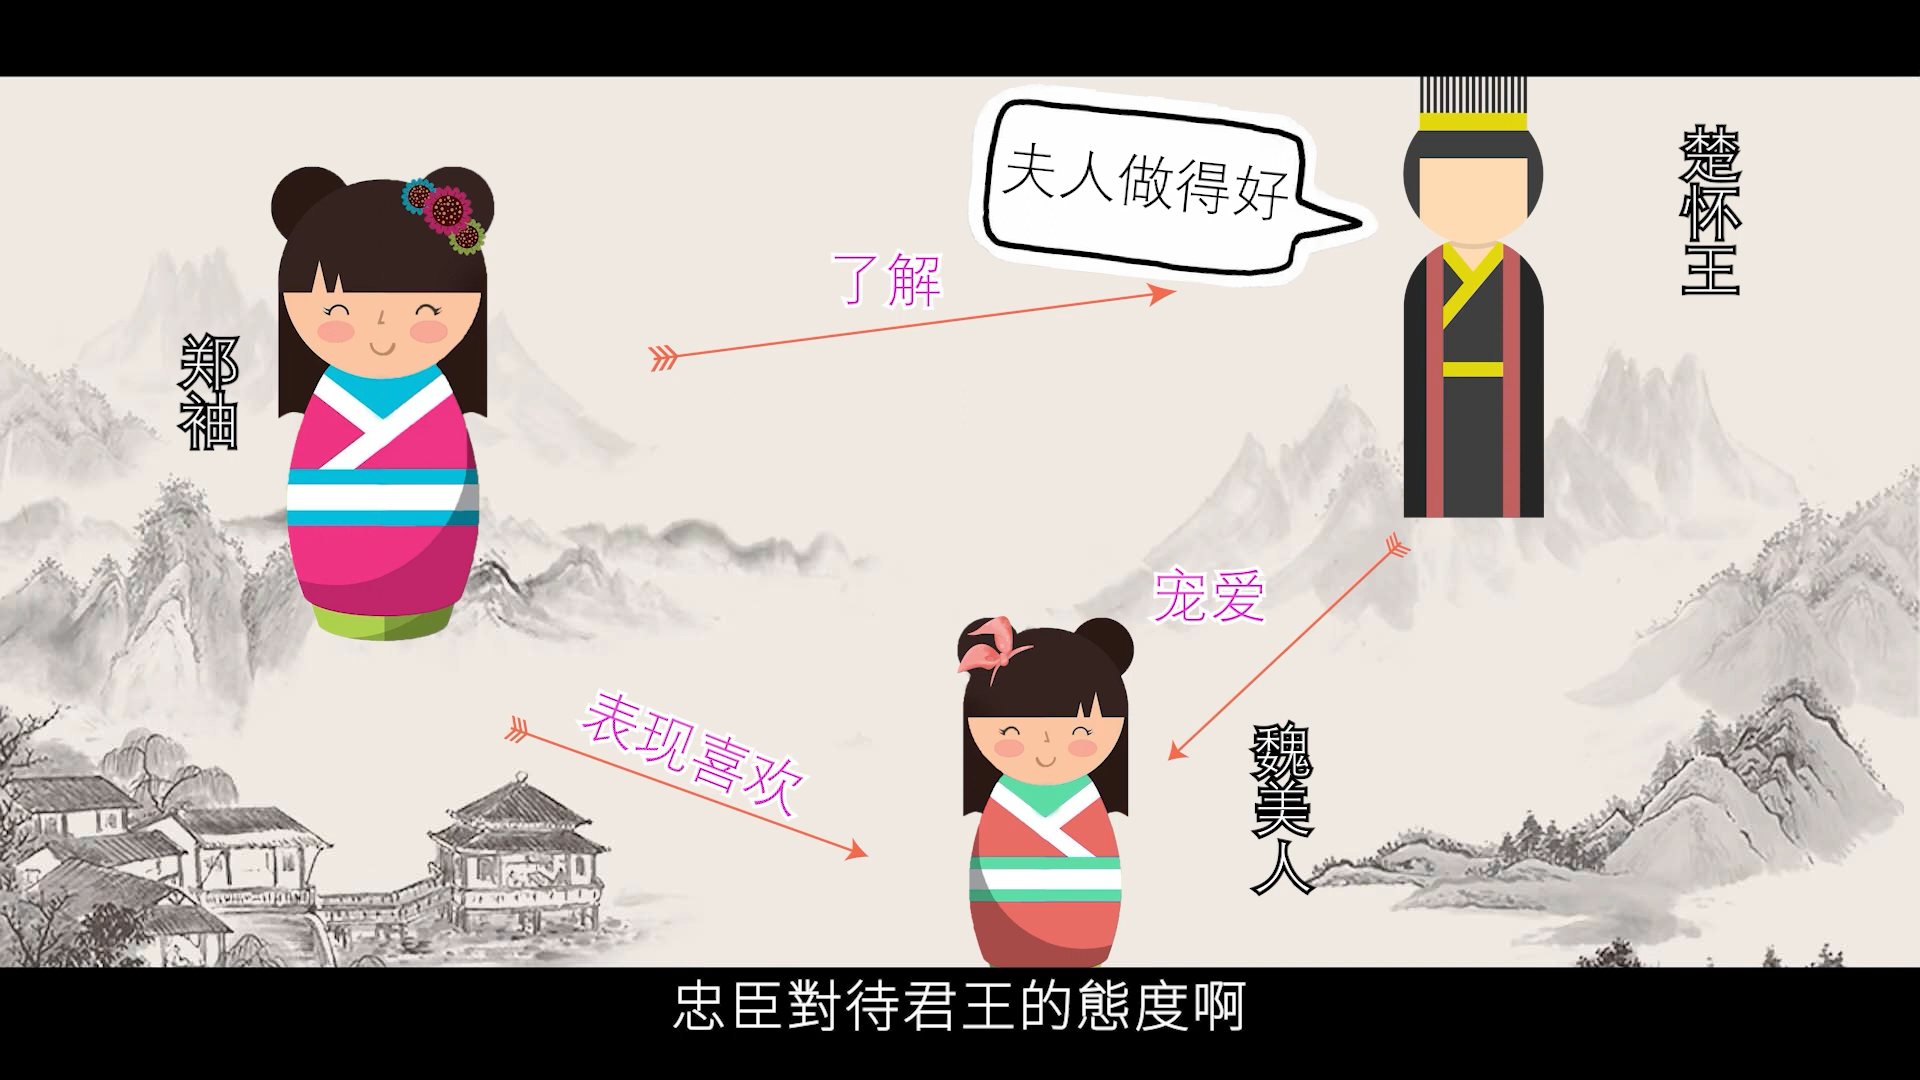 夫人做得好
楚怀王
了解
郑袖
宠爱
表现喜欢
魏美人
忠臣對待君王的態度啊